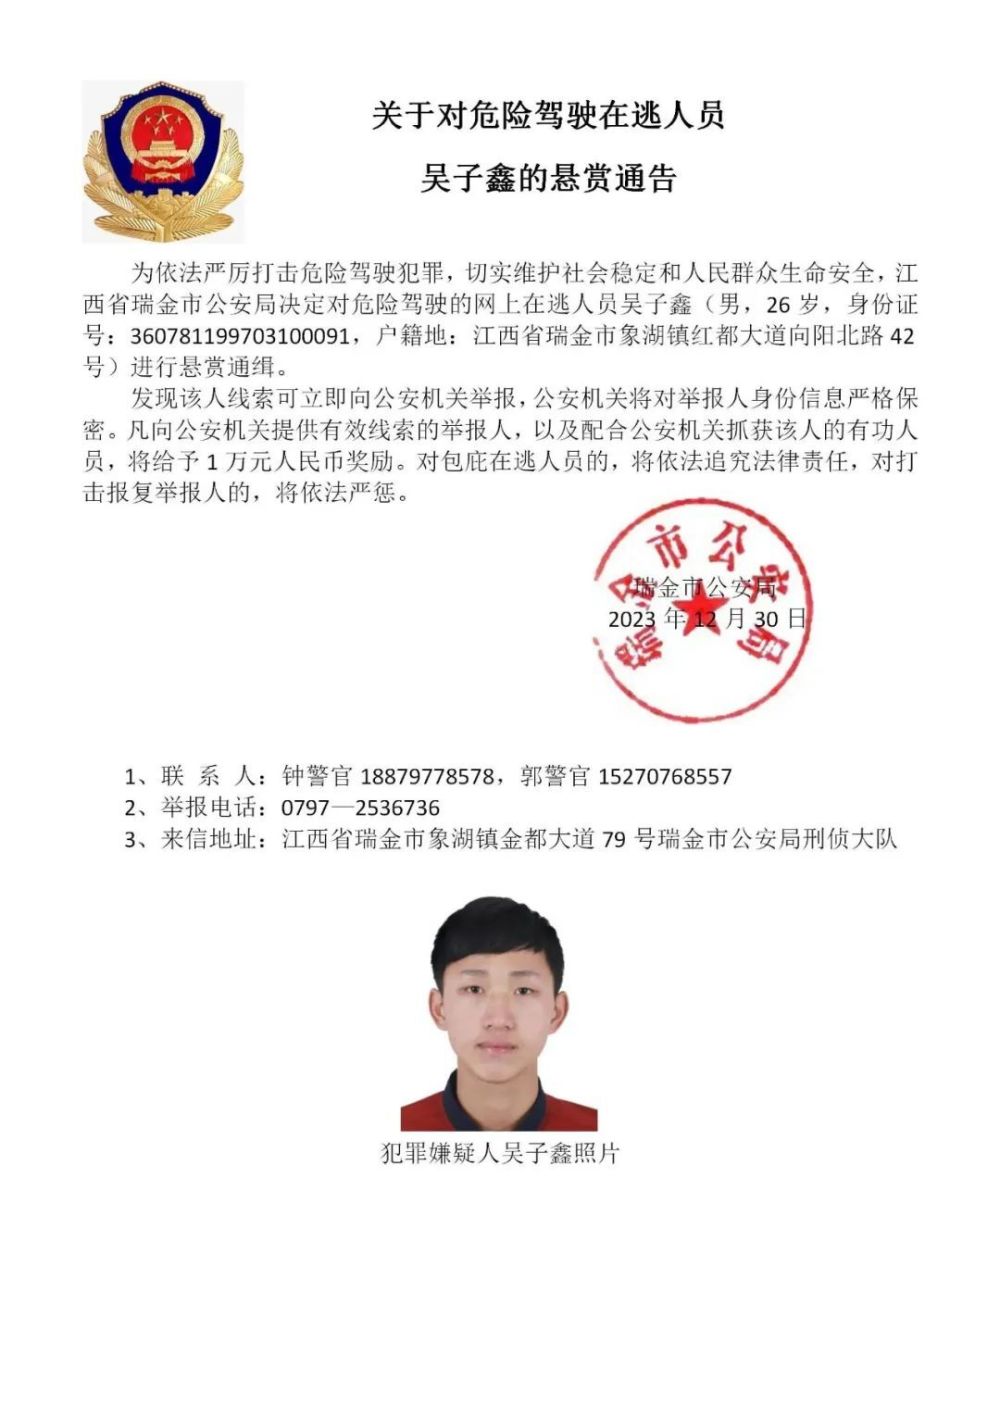 关于对危险驾驶在逃人员
吴子鑫的悬赏通告
为依法严厉打击危险驾驶犯罪，切实维护社会稳定和人民群众生命安全，江
西省瑞金市公安局决定对危险驾驶的网上在逃人员吴子鑫（男，26 岁，身份证
号：360781199703100091，户籍地：江西省瑞金市象湖镇红都大道向阳北路 42
号）进行悬赏通缉。
发现该人线索可立即向公安机关举报，公安机关将对举报人身份信息严格保
密。凡向公安机关提供有效线索的举报人，以及配合公安机关抓获该人的有功人
员，将给予 1 万元人民币奖励。对包庇在逃人员的，将依法追究法律责任，对打
击报复举报人的，将依法严惩。
瑞金市公安局
瑞金市公安局
2023 年 12 月 30 日
1、联 系 人：钟警官 18879778578，郭警官 15270768557
2、举报电话：0797—2536736
3、来信地址：江西省瑞金市象湖镇金都大道 79 号瑞金市公安局刑侦大队
犯罪嫌疑人吴子鑫照片